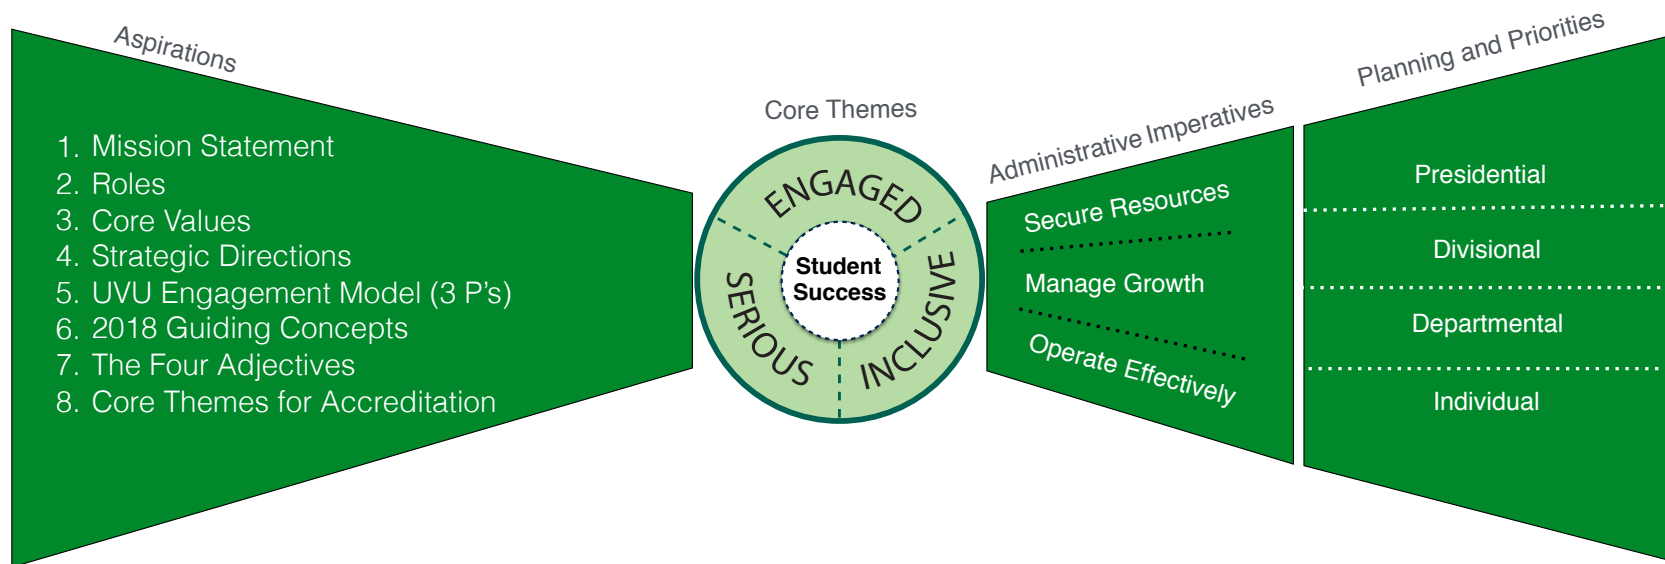 Aspirations
1. Mission Statement
2. Roles
3. Core Values
4. Strategic Directions
5. UVU Engagement Model (3 P's)
6. 2018 Guiding Concepts
7. The Four Adjectives
8. Core Themes for Accreditation
Core Themes
ENGAGED
SERIOUS
INCLUSIVE
Student
Success
Administrative Imperatives
Secure Resources
Manage Growth
Operate Effectively
Planning and Priorities
Presidential
Divisional
Departmental
Individual